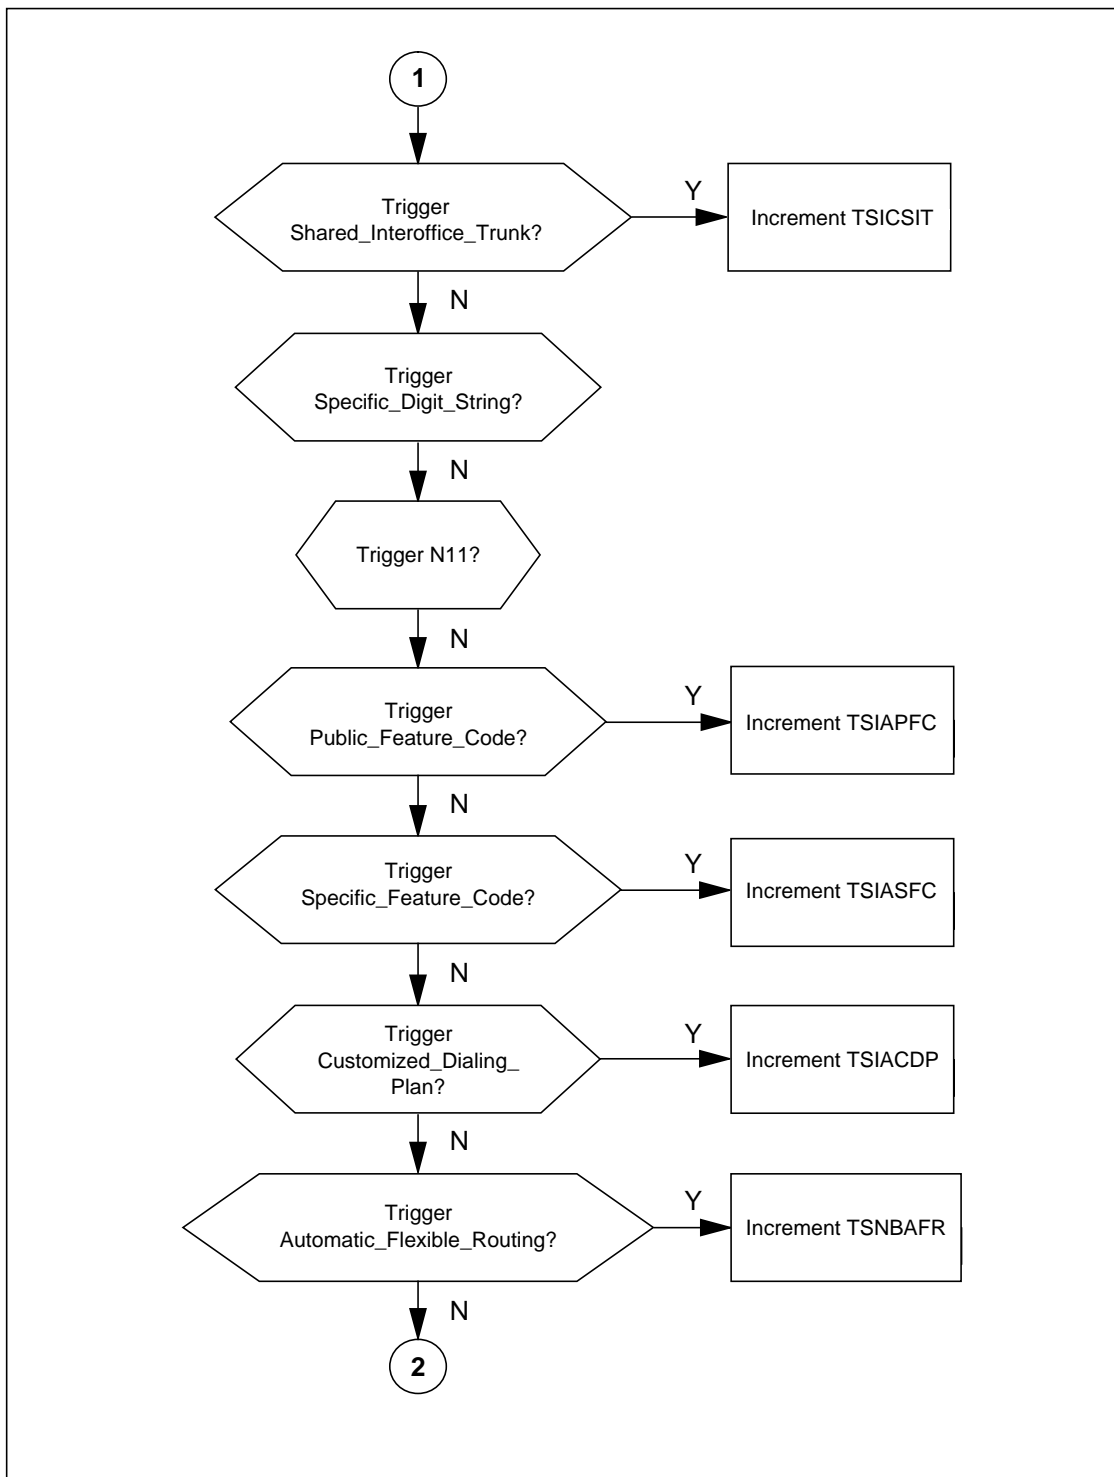 1
Trigger
Shared_Interoffice_Trunk?
Y
Increment TSICSIT
N
Trigger
Specific_Digit_String?
N
Trigger N11?
N
Trigger
Public_Feature_Code?
Y
Increment TSIAPFC
N
Trigger
Specific_Feature_Code?
Y
Increment TSIASFC
N
Trigger
Customized_Dialing_
Plan?
Y
Increment TSIACDP
N
Trigger
Automatic_Flexible_Routing?
Y
Increment TSNBAFR
N
2